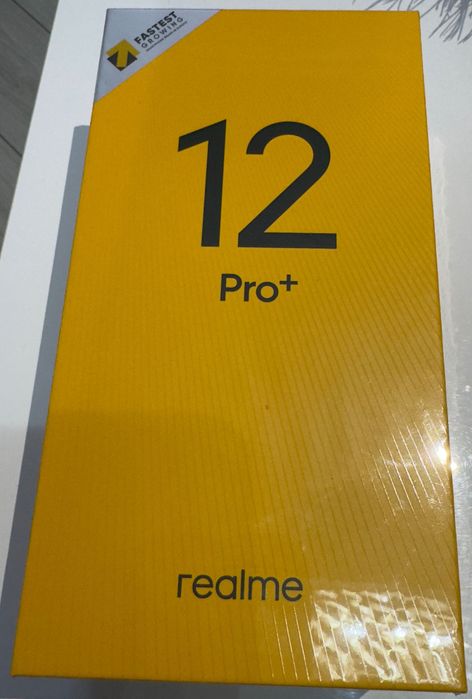 FASTEST
GROWING
12
Pro+
realme